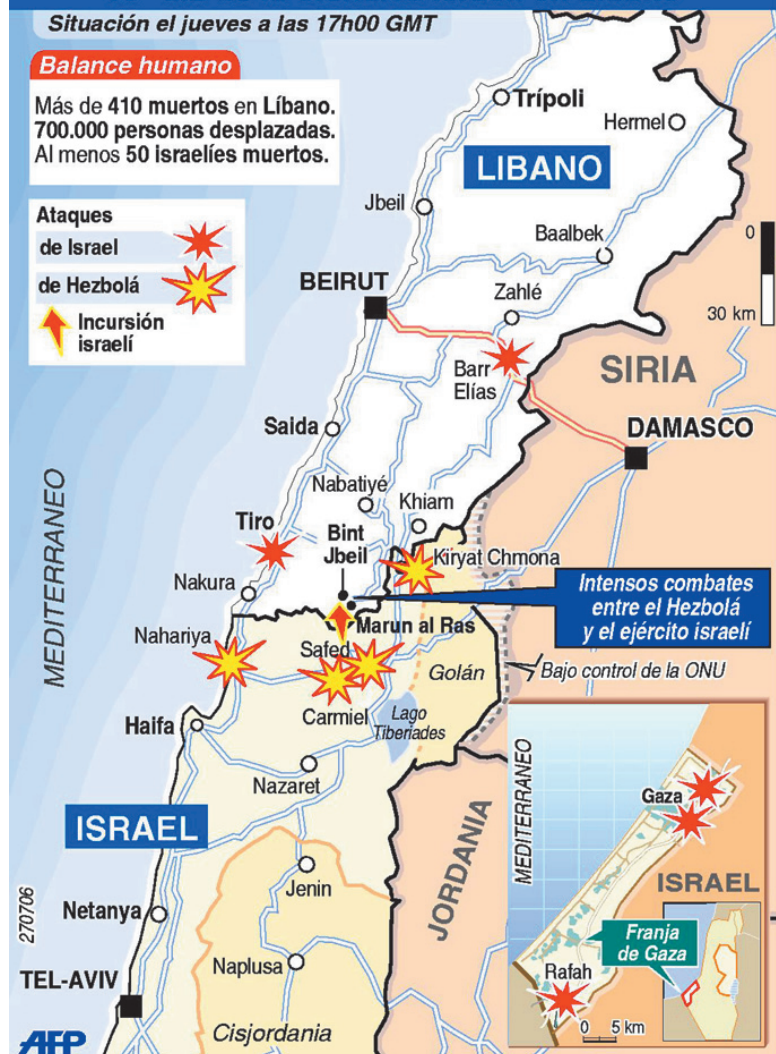 Situación el jueves a las 17h00 GMT
Balance humano
Más de 410 muertos en Líbano.
700.000 personas desplazadas.
Al menos 50 israelíes muertos.
Ataques
de Israel
de Hezbolá
Incursión
israelí
Trípoli
Hermel
LIBANO
Jbeil
Baalbek
0
30 km
BEIRUT
Zahlé
Barr
Elías
SIRIA
DAMASCO
Saida
Nabatiyé
Khiam
MEDITERRANEO
Tiro
Bint
Jbeil
Kiryat Chmona
Nakura
Intensos combates
entre el Hezbolá
y el ejército israelí
Marun al Ras
Nahariya
Safed
Golán
Bajo control de la ONU
Carmiel
Lago
Tiberiades
Haifa
Nazaret
ISRAEL
JORDANIA
Jenin
Netanya
Naplusa
TEL-AVIV
Cisjordania
270706
AFP
MEDITERRANEO
Gaza
ISRAEL
Franja
de Gaza
Rafah
0 5 km